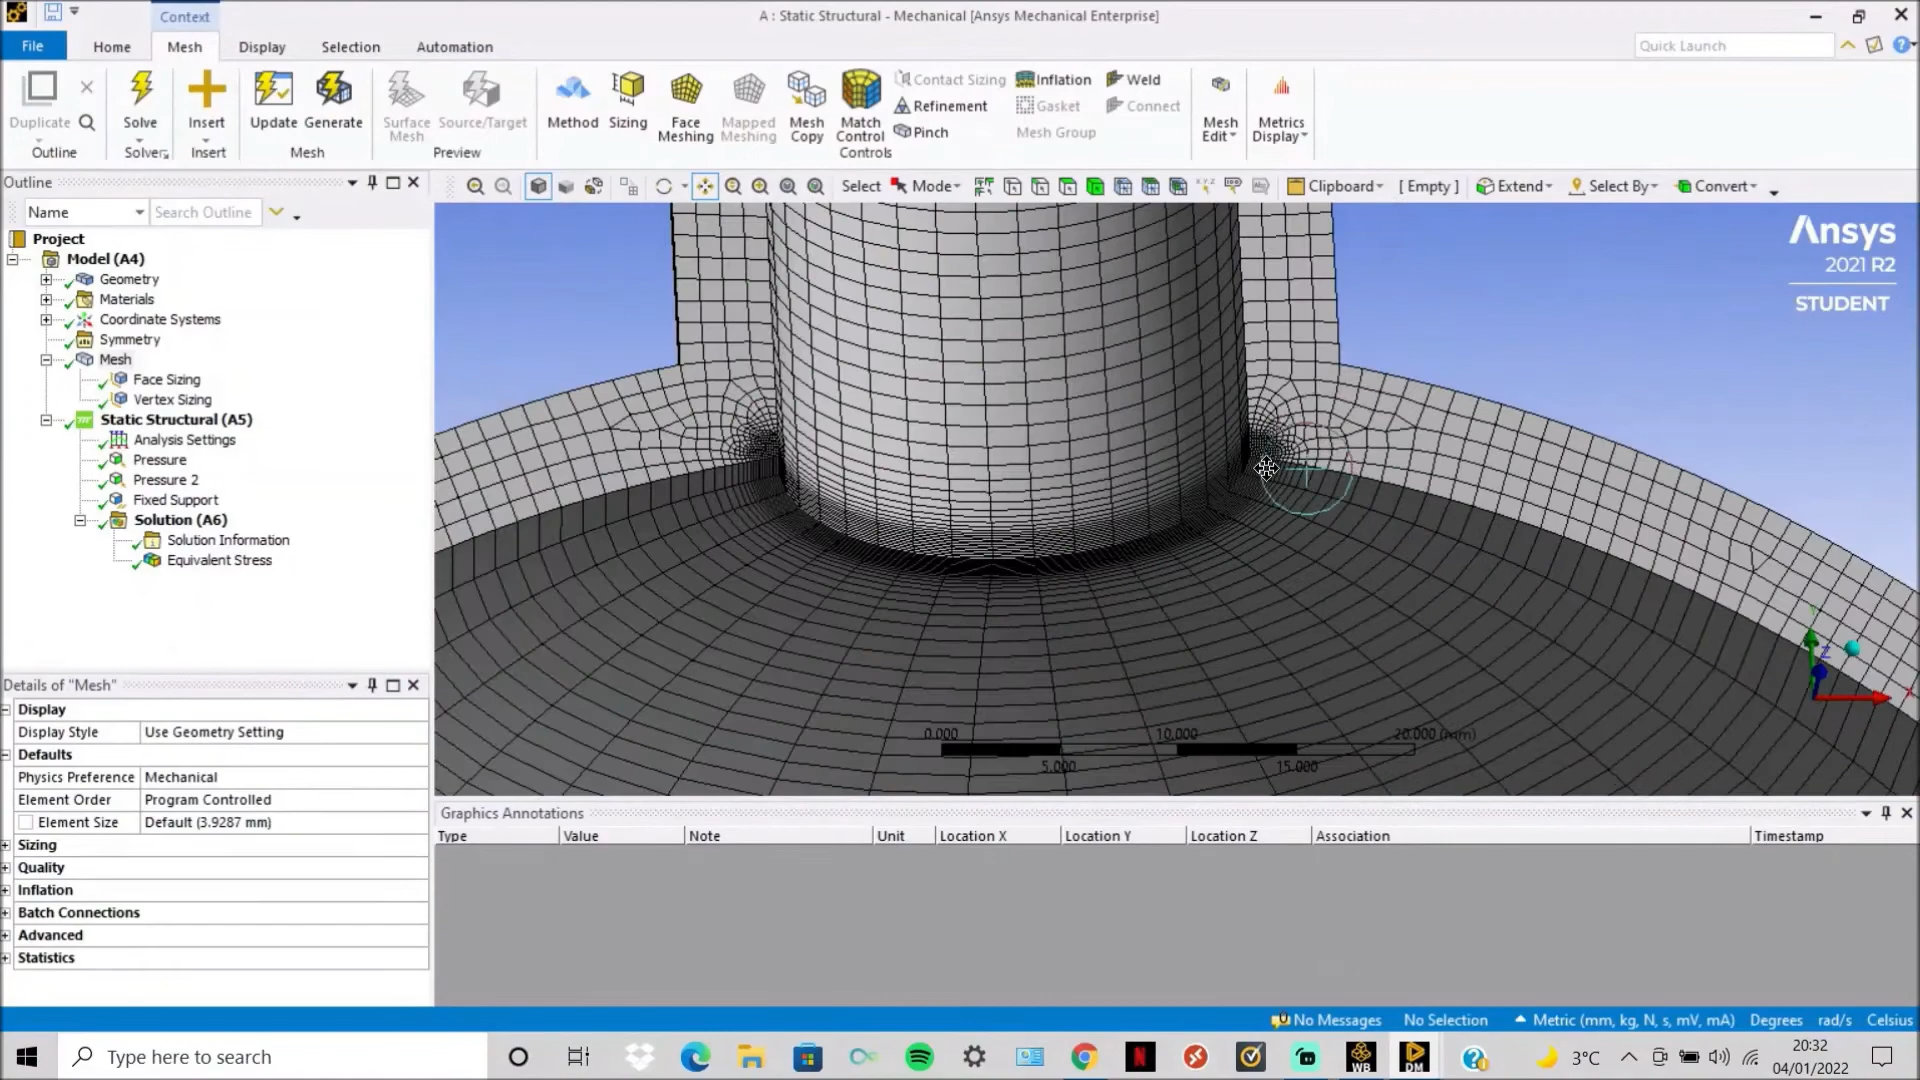 Context
A : Static Structural - Mechanical [Ansys Mechanical Enterprise]
File Home Mesh Display Selection Automation
Quick Launch
Duplicate
Outline
Solve
Solver
Insert
Insert
Update Generate
Mesh
Surface Mesh
Source/Target
Preview
Method Sizing
Face Meshing
Mapped Meshing
Mesh Copy
Match Control
Contact Sizing
Refinement
Pinch
Inflation
Gasket
Mesh Group
Weld
Connect
Controls
Mesh Edit
Metrics Display
Outline
Select Mode Clipboard [ Empty ] Extend Select By Convert
Name Search Outline
Project
Model (A4)
Geometry
Materials
Coordinate Systems
Symmetry
Mesh
Face Sizing
Vertex Sizing
Static Structural (A5)
Analysis Settings
Pressure
Pressure 2
Fixed Support
Solution (A6)
Solution Information
Equivalent Stress
Ansys
2021 R2
STUDENT
Y
Z
X
0.000 10.000 20.000 (mm)
5.000 15.000
Details of "Mesh"
Display
Display Style Use Geometry Setting
Defaults
Physics Preference Mechanical
Element Order Program Controlled
Element Size Default (3.9287 mm)
Sizing
Quality
Inflation
Batch Connections
Advanced
Statistics
Graphics Annotations
Type Value Note Unit Location X Location Y Location Z Association Timestamp
No Messages No Selection Metric (mm, kg, N, s, mV, mA) Degrees rad/s Celsius
Type here to search
WB
DM
3°C
20:32
04/01/2022